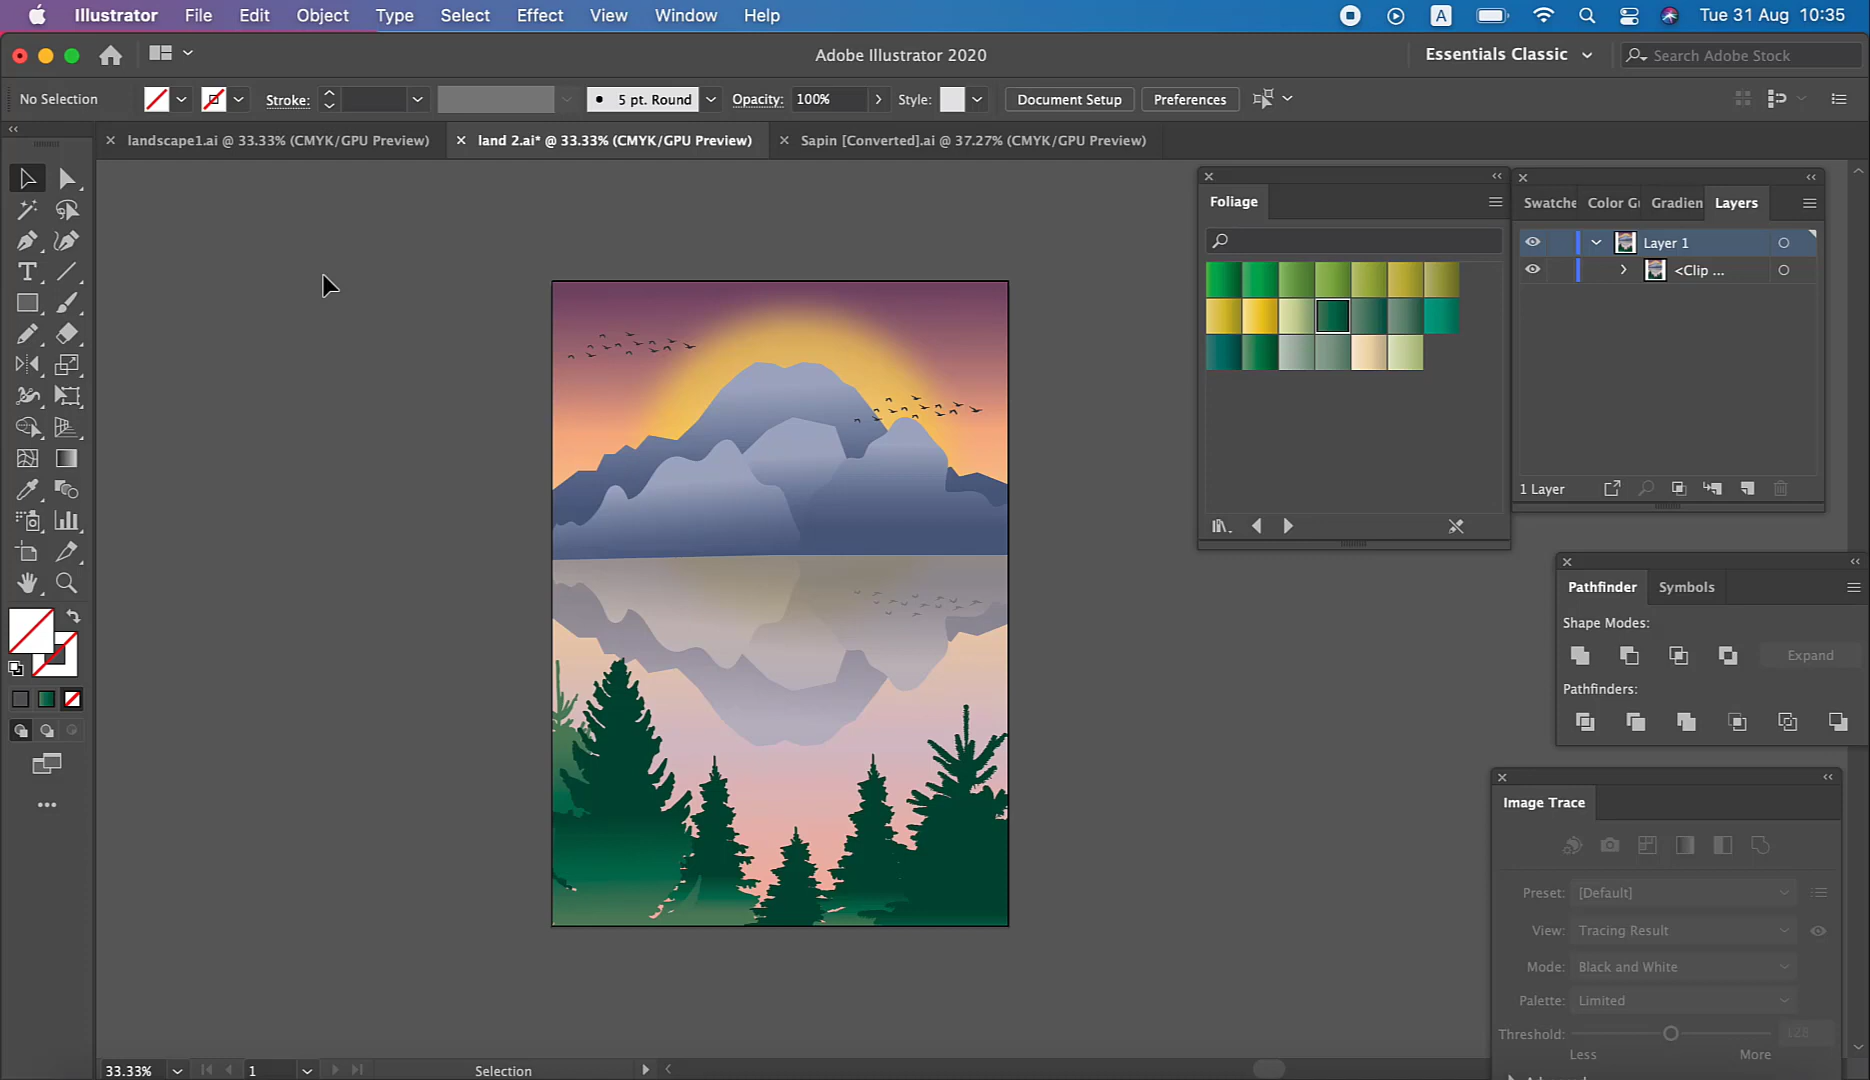 Illustrator File Edit Object Type Select Effect View Window Help A Tue 31 Aug 10:35
Adobe Illustrator 2020 Essentials Classic Search Adobe Stock
No Selection Stroke: 5 pt. Round Opacity: 100% Style: Document Setup Preferences
landscape1.ai @ 33.33% (CMYK/GPU Preview) land 2.ai* @ 33.33% (CMYK/GPU Preview) Sapin [Converted].ai @ 37.27% (CMYK/GPU Preview)
Foliage
Swatche Color Gu Gradien Layers
Layer 1
<Clip ...
1 Layer
Pathfinder Symbols
Shape Modes:
Expand
Pathfinders:
Image Trace
Preset: [Default]
View: Tracing Result
Mode: Black and White
Palette: Limited
Threshold: 128
Less More
33.33% 1 Selection